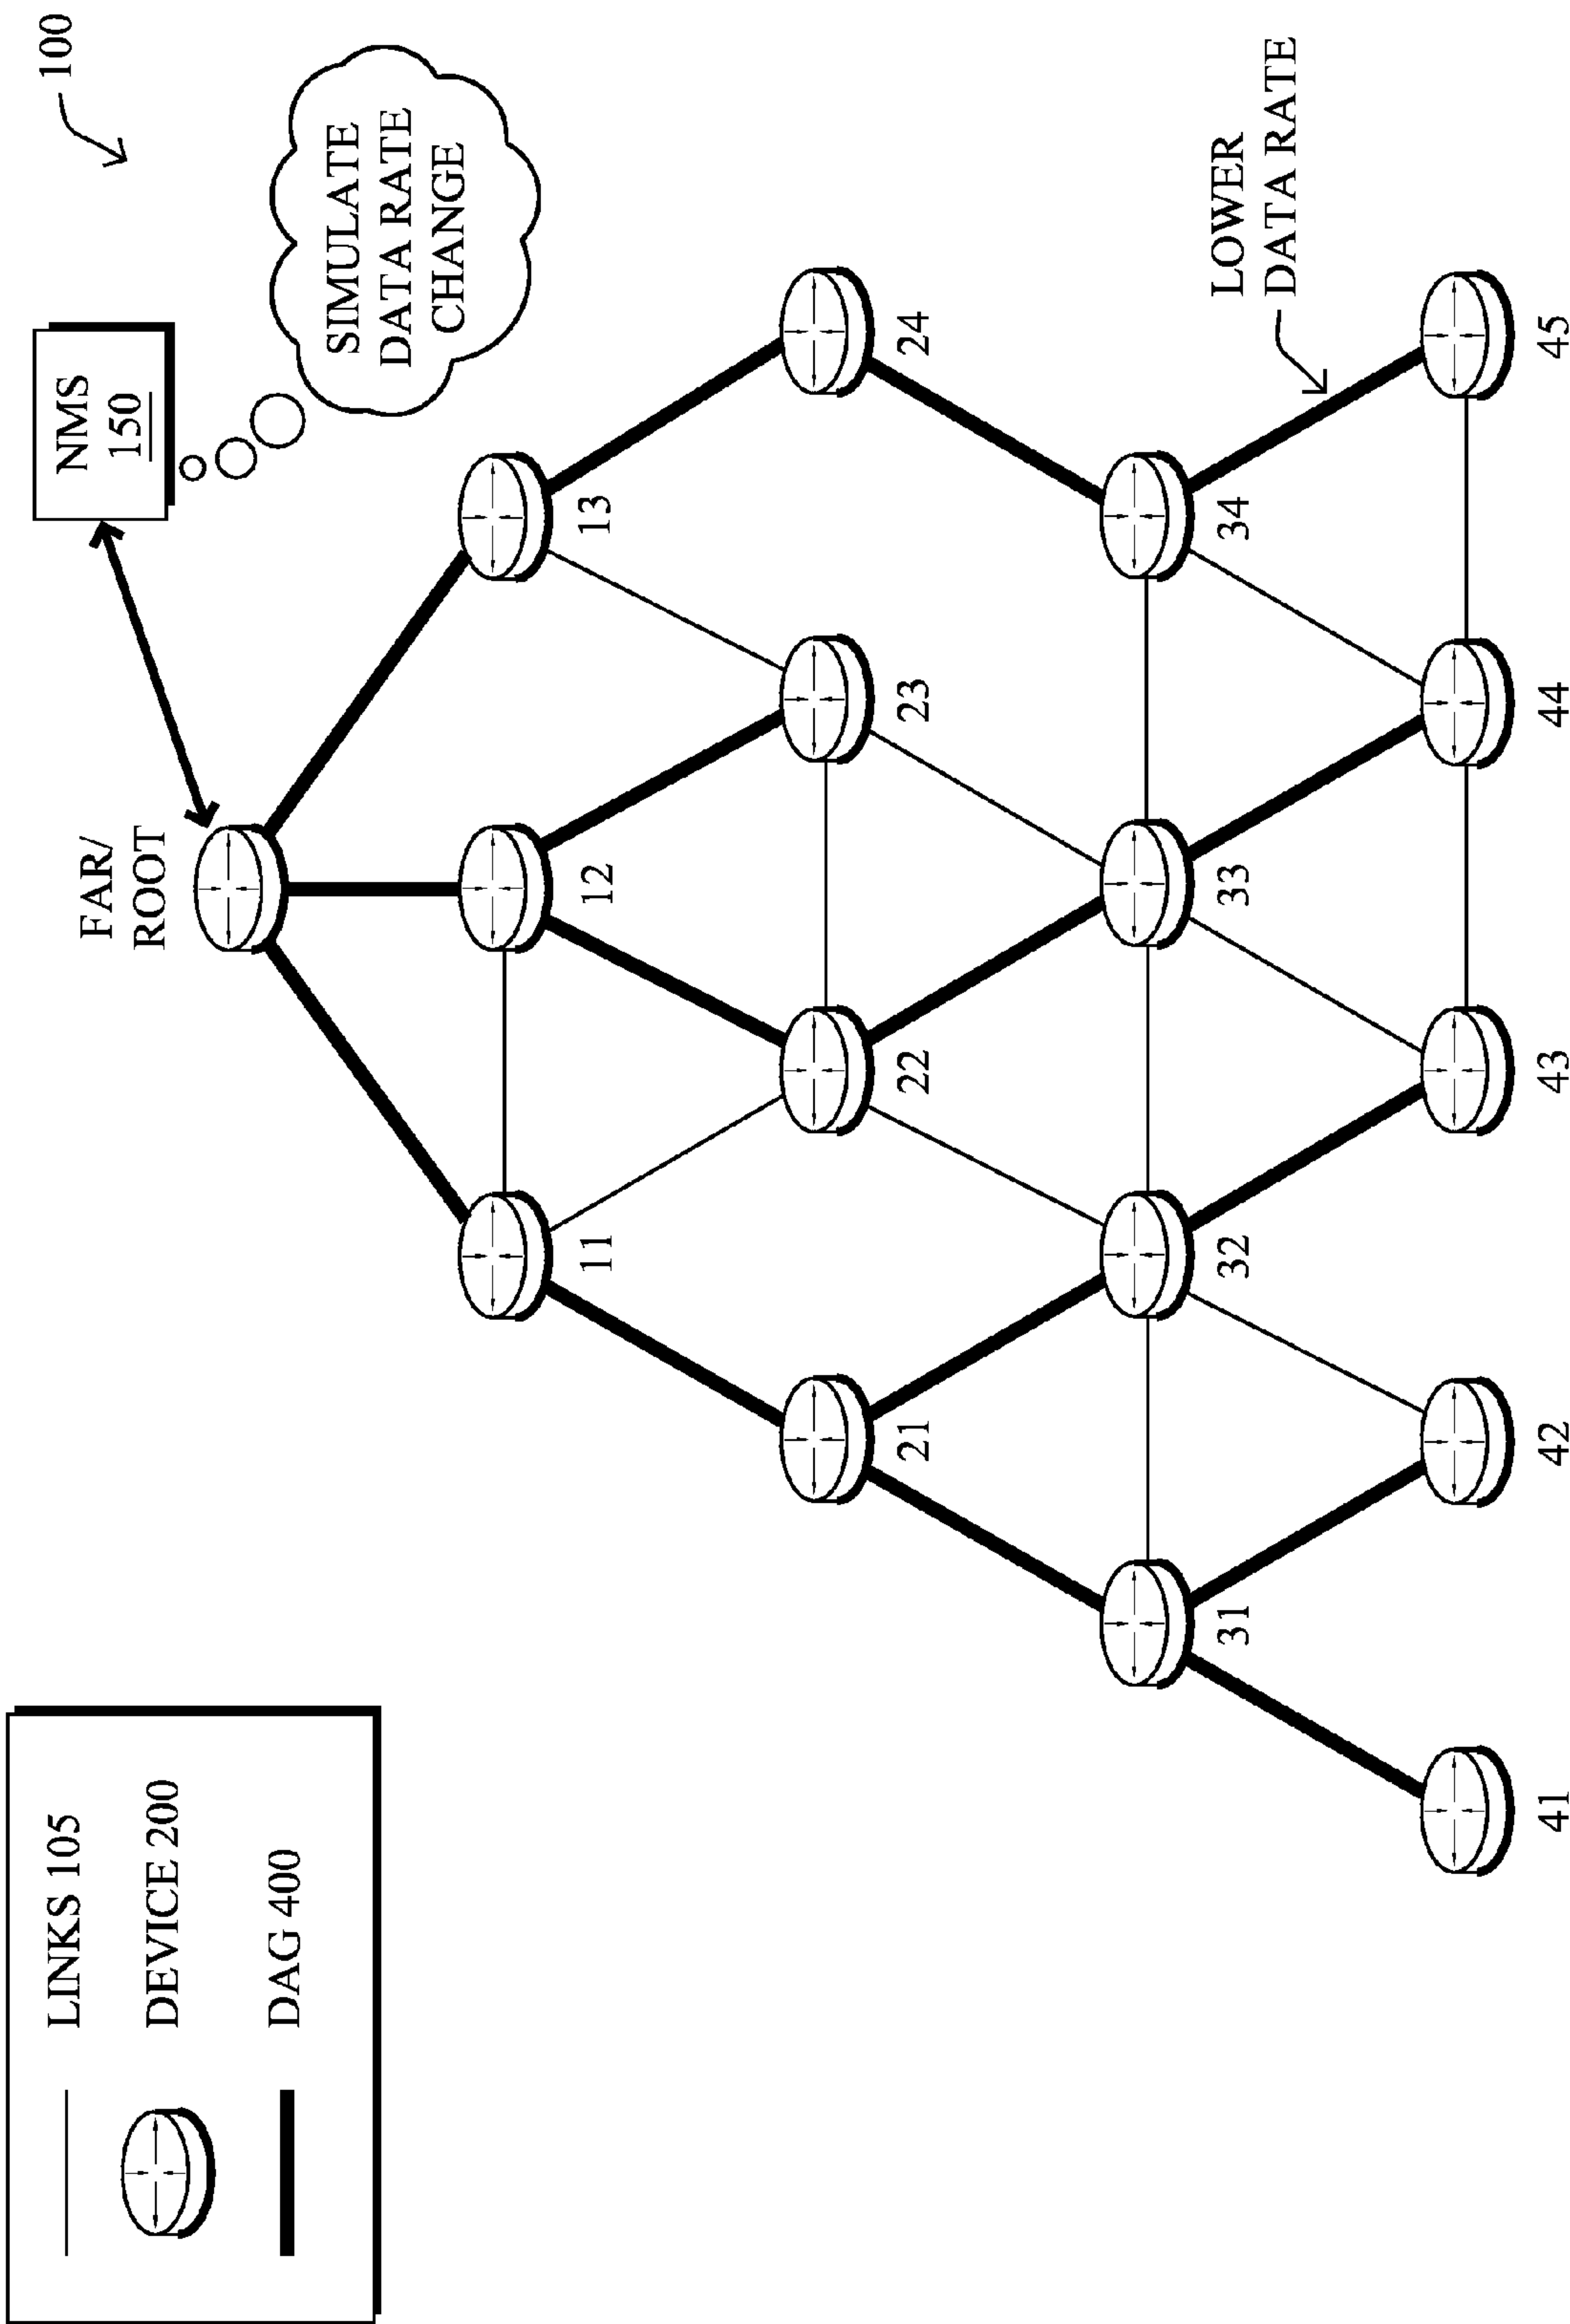 LINKS 105
DEVICE 200
DAG 400
100
NMS
150
SIMULATE
DATA RATE
CHANGE
FAR/
ROOT
11
12
13
21
22
23
24
LOWER
DATA RATE
31
32
33
34
41
42
43
44
45